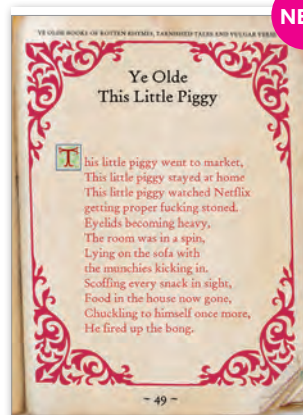 NE
YE OLDE BOOKE OF ROTTEN RHYMES, TARNISHED TALES AND VULGAR VERSE
Ye Olde
This Little Piggy
This little piggy went to market,
This little piggy stayed at home
This little piggy watched Netflix
getting proper fucking stoned.
Eyelids becoming heavy,
The room was in a spin,
Lying on the sofa with
the munchies kicking in.
Scoffing every snack in sight,
Food in the house now gone,
Chuckling to himself once more,
He fired up the bong.
~ 49 ~